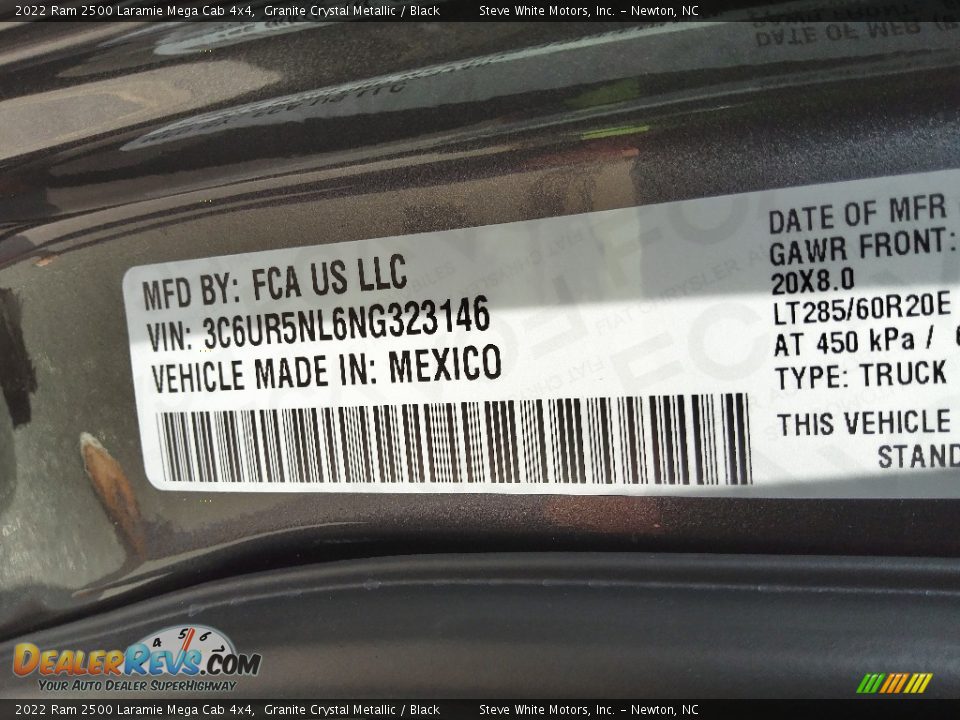 2022 Ram 2500 Laramie Mega Cab 4x4, Granite Crystal Metallic / Black Steve White Motors, Inc. – Newton, NC
MFD BY: FCA US LLC
VIN: 3C6UR5NL6NG323146
VEHICLE MADE IN: MEXICO
DATE OF MFR
GAWR FRONT:
20X8.0
LT285/60R20E
AT 450 kPa /
TYPE: TRUCK
THIS VEHICLE
STAND
DEALERREVS.COM
YOUR AUTO DEALER SUPERHIGHWAY
4 5 6
2022 Ram 2500 Laramie Mega Cab 4x4, Granite Crystal Metallic / Black Steve White Motors, Inc. – Newton, NC